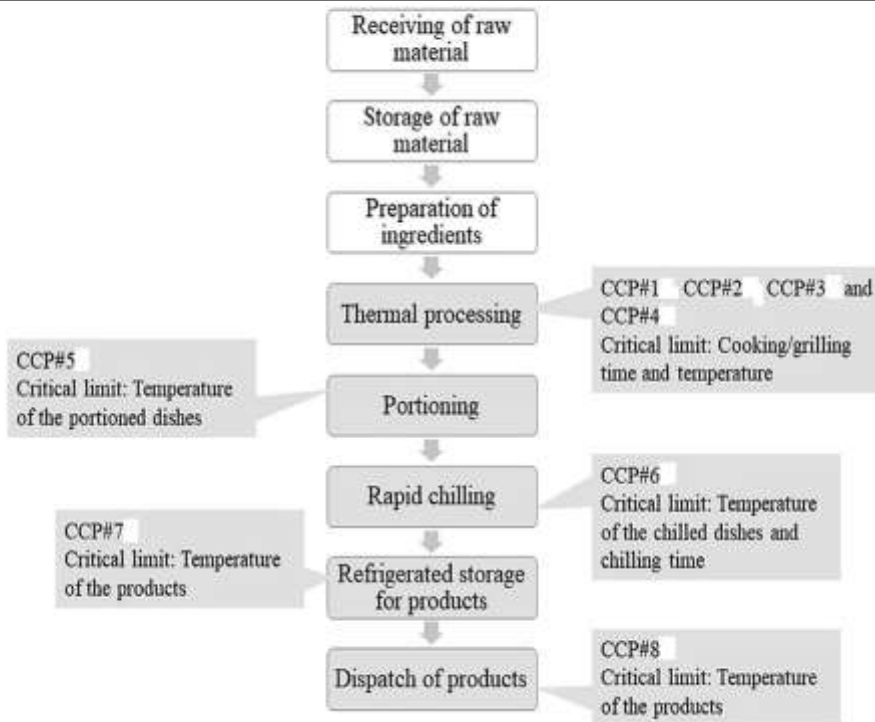 Receiving of raw
material
Storage of raw
material
Preparation of
ingredients
Thermal processing
CCP#1 CCP#2 CCP#3 and
CCP#4
Critical limit: Cooking/grilling
time and temperature
CCP#5
Critical limit: Temperature
of the portioned dishes
Portioning
Rapid chilling
CCP#6
Critical limit: Temperature
of the chilled dishes and
chilling time
CCP#7
Critical limit: Temperature
of the products
Refrigerated storage
for products
Dispatch of products
CCP#8
Critical limit: Temperature
of the products